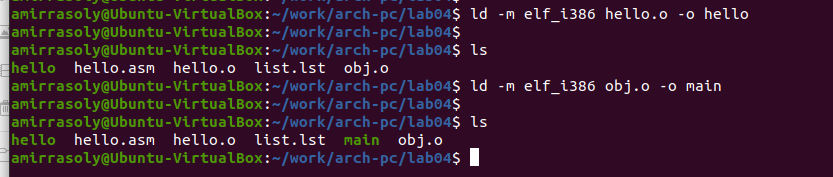 amirrasoly@Ubuntu-VirtualBox:~/work/arch-pc/lab04$ ld -m elf_i386 hello.o -o hello
amirrasoly@Ubuntu-VirtualBox:~/work/arch-pc/lab04$
amirrasoly@Ubuntu-VirtualBox:~/work/arch-pc/lab04$ ls
hello  hello.asm  hello.o  list.lst  obj.o
amirrasoly@Ubuntu-VirtualBox:~/work/arch-pc/lab04$ ld -m elf_i386 obj.o -o main
amirrasoly@Ubuntu-VirtualBox:~/work/arch-pc/lab04$
amirrasoly@Ubuntu-VirtualBox:~/work/arch-pc/lab04$ ls
hello  hello.asm  hello.o  list.lst  main  obj.o
amirrasoly@Ubuntu-VirtualBox:~/work/arch-pc/lab04$